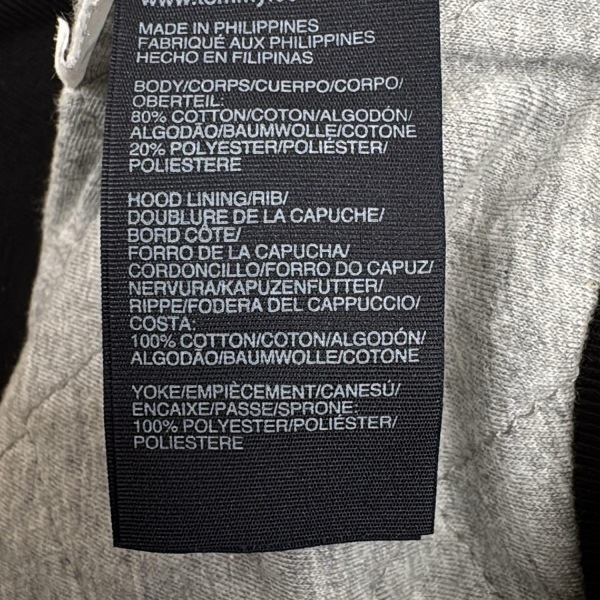 MADE IN PHILIPPINES
FABRIQUÉ AUX PHILIPPINES
HECHO EN FILIPINAS
BODY/CORPS/CUERPO/CORPO/
OBERTEIL:
80% COTTON/COTON/ALGODÓN/
ALGODÃO/BAUMWOLLE/COTONE
20% POLYESTER/POLIÉSTER/
POLIESTERE
HOOD LINING/RIB/
DOUBLURE DE LA CAPUCHE/
BORD CÔTE/
FORRO DE LA CAPUCHA/
CORDONCILLO/FORRO DO CAPUZ/
NERVURA/KAPUZENFUTTER/
RIPPE/FODERA DEL CAPPUCCIO/
COSTA:
100% COTTON/COTON/ALGODÓN/
ALGODÃO/BAUMWOLLE/COTONE
YOKE/EMPIÈCEMENT/CANESÚ/
ENCAIXE/PASSE/SPRONE:
100% POLYESTER/POLIÉSTER/
POLIESTERE